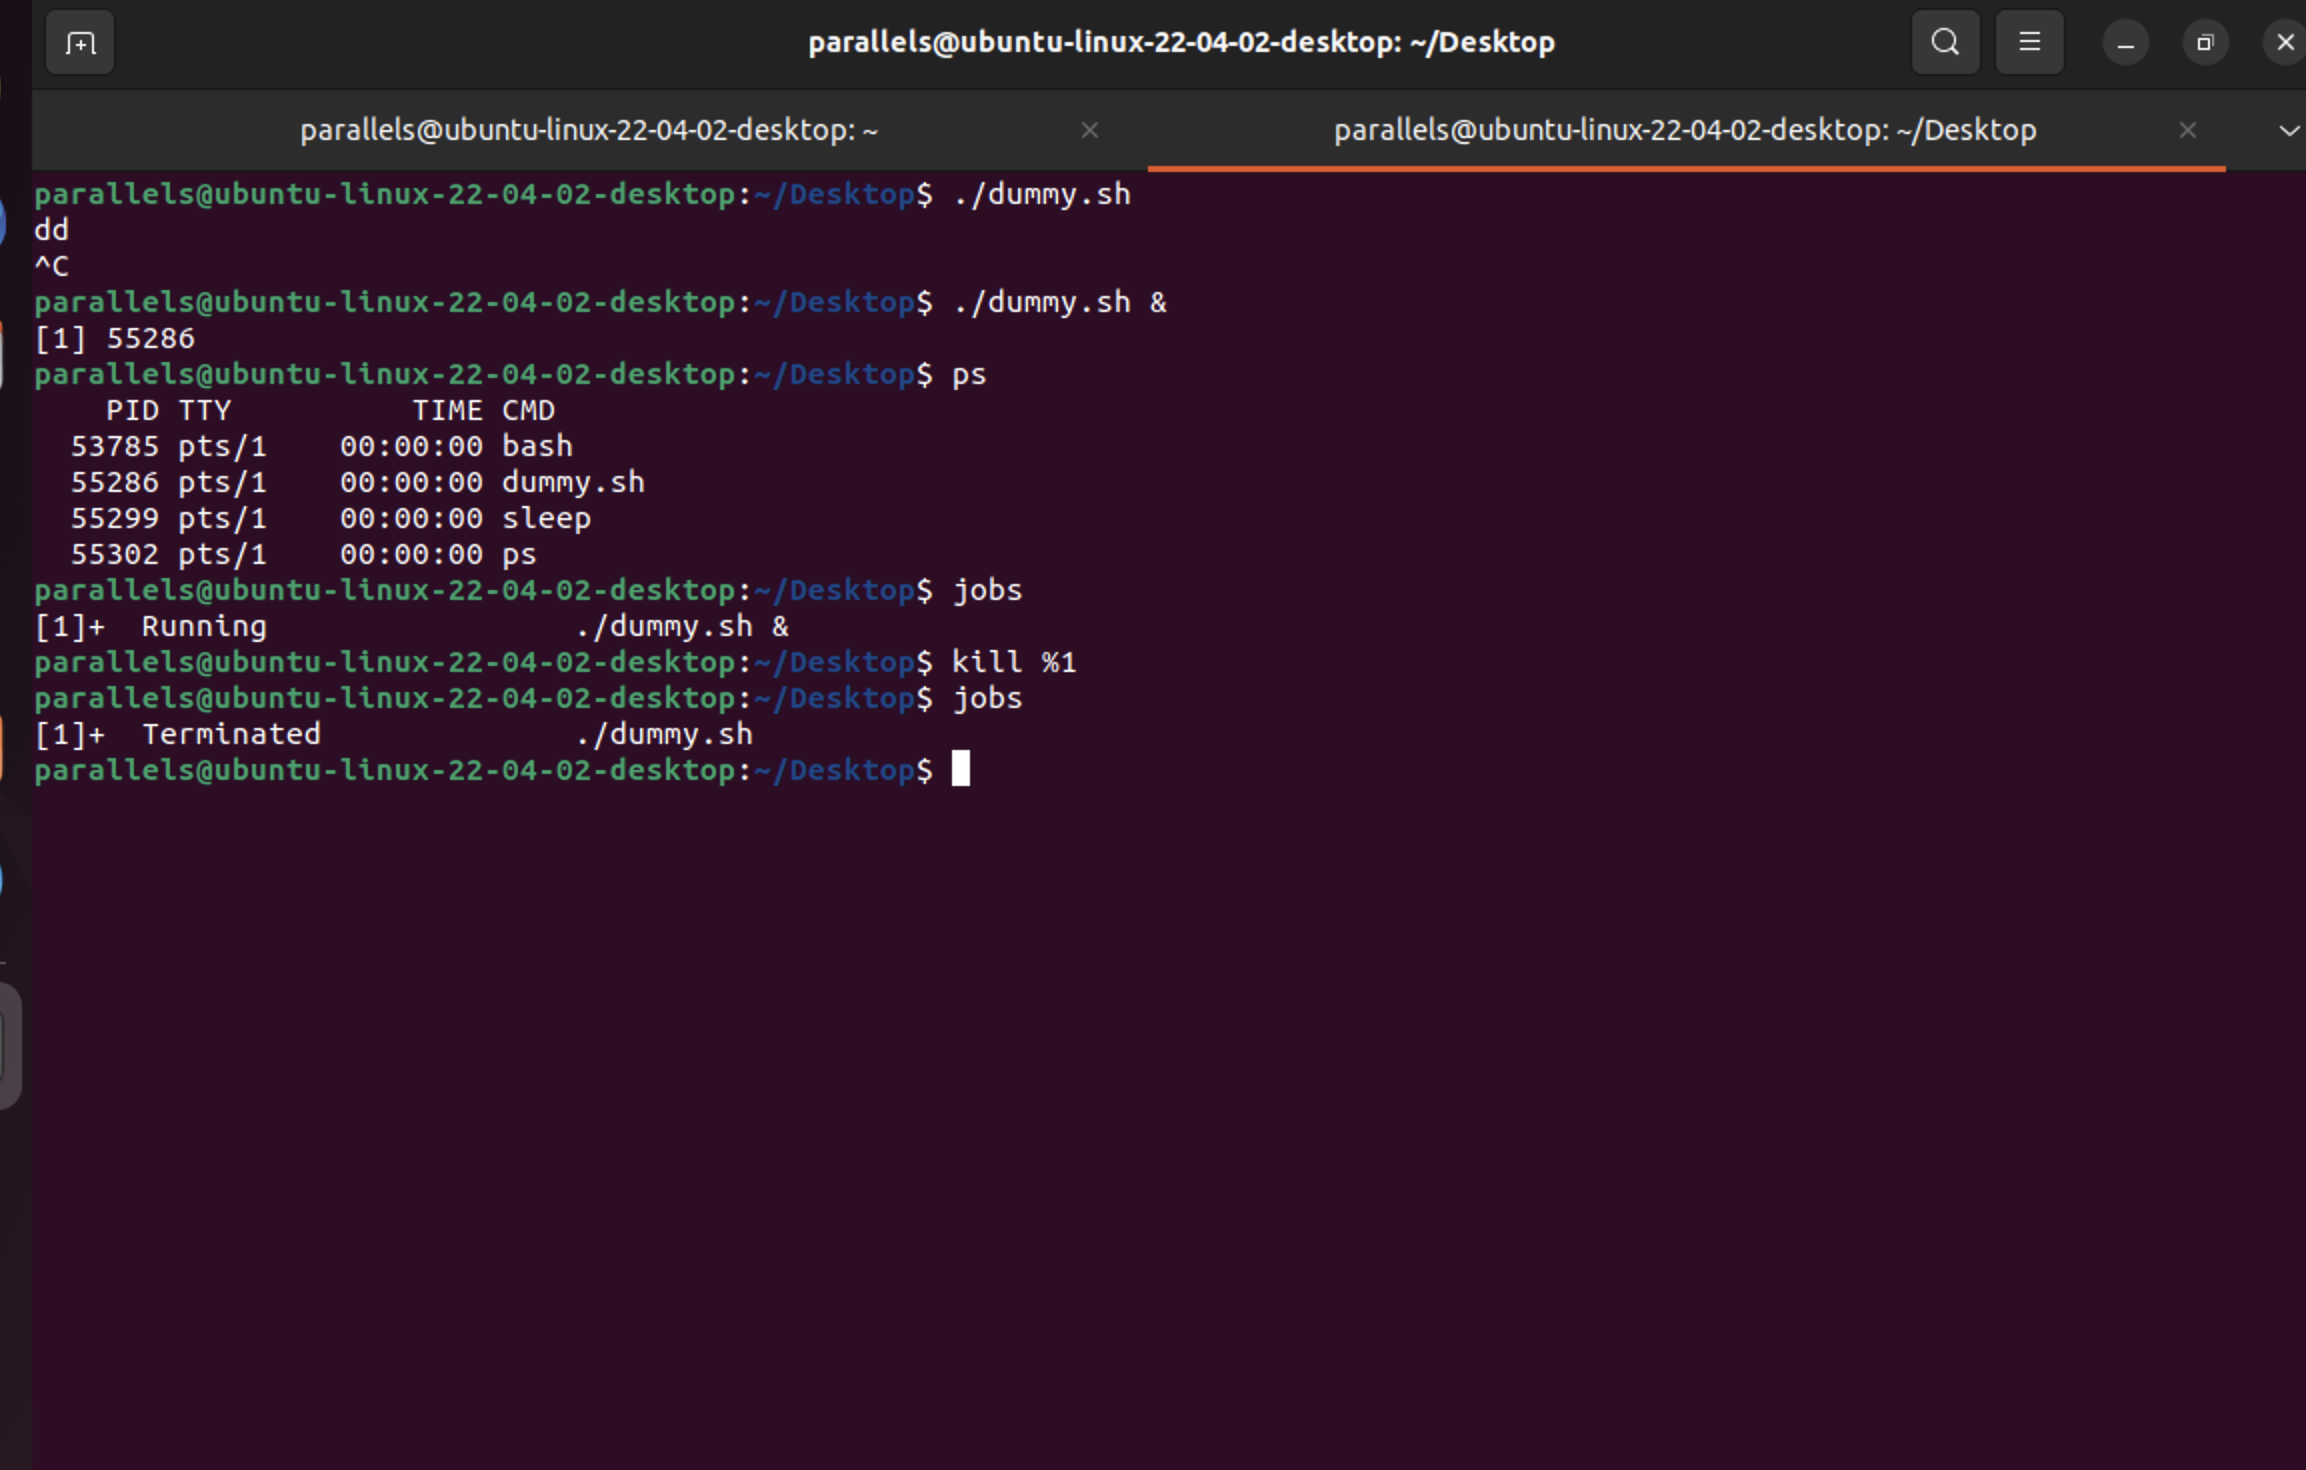 parallels@ubuntu-linux-22-04-02-desktop: ~/Desktop
parallels@ubuntu-linux-22-04-02-desktop: ~
parallels@ubuntu-linux-22-04-02-desktop: ~/Desktop
parallels@ubuntu-linux-22-04-02-desktop:~/Desktop$ ./dummy.sh
dd
^C
parallels@ubuntu-linux-22-04-02-desktop:~/Desktop$ ./dummy.sh &
[1] 55286
parallels@ubuntu-linux-22-04-02-desktop:~/Desktop$ ps
    PID TTY          TIME CMD
  53785 pts/1    00:00:00 bash
  55286 pts/1    00:00:00 dummy.sh
  55299 pts/1    00:00:00 sleep
  55302 pts/1    00:00:00 ps
parallels@ubuntu-linux-22-04-02-desktop:~/Desktop$ jobs
[1]+  Running                 ./dummy.sh &
parallels@ubuntu-linux-22-04-02-desktop:~/Desktop$ kill %1
parallels@ubuntu-linux-22-04-02-desktop:~/Desktop$ jobs
[1]+  Terminated              ./dummy.sh
parallels@ubuntu-linux-22-04-02-desktop:~/Desktop$